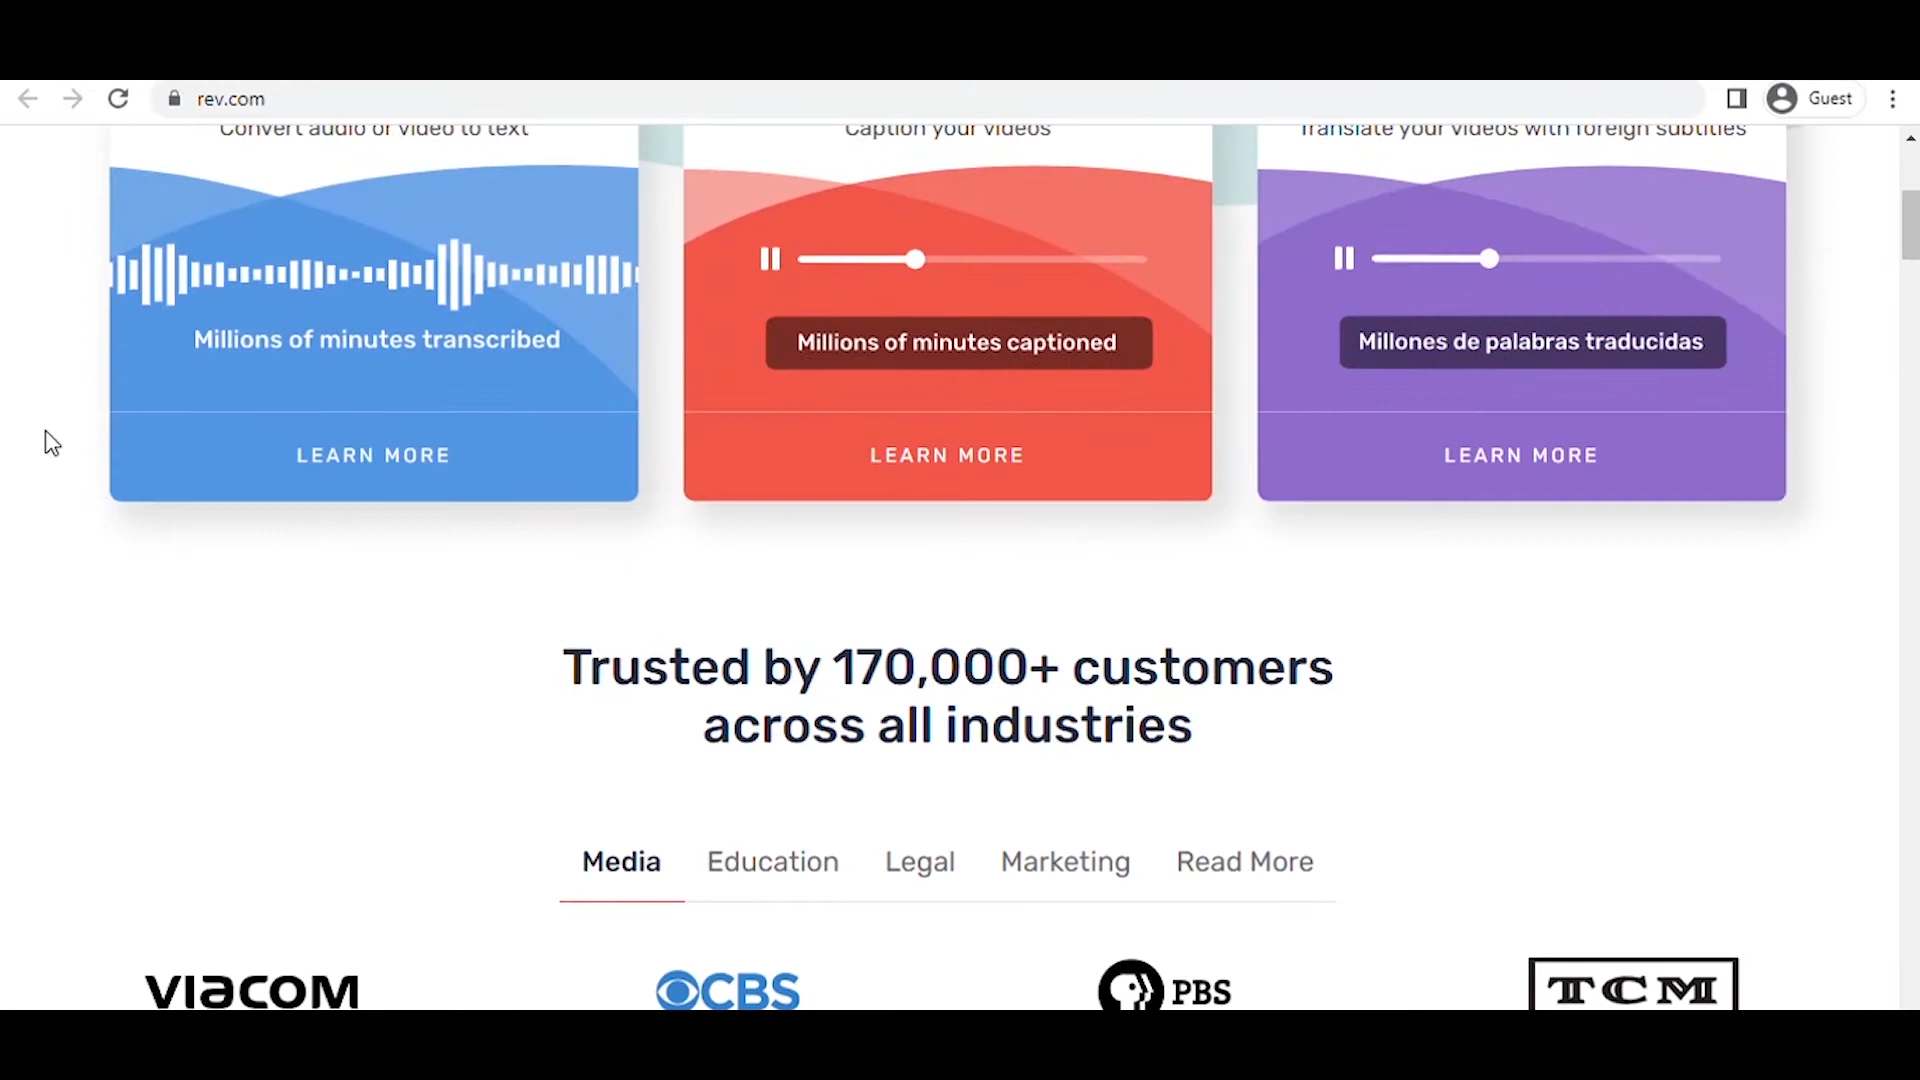 rev.com
Guest
Convert audio or video to text
Caption your videos
Translate your videos with foreign subtitles
Millions of minutes transcribed
Millions of minutes captioned
Millones de palabras traducidas
LEARN MORE
LEARN MORE
LEARN MORE
Trusted by 170,000+ customers
across all industries
Media Education Legal Marketing Read More
VIACOM
CBS
PBS
TCM